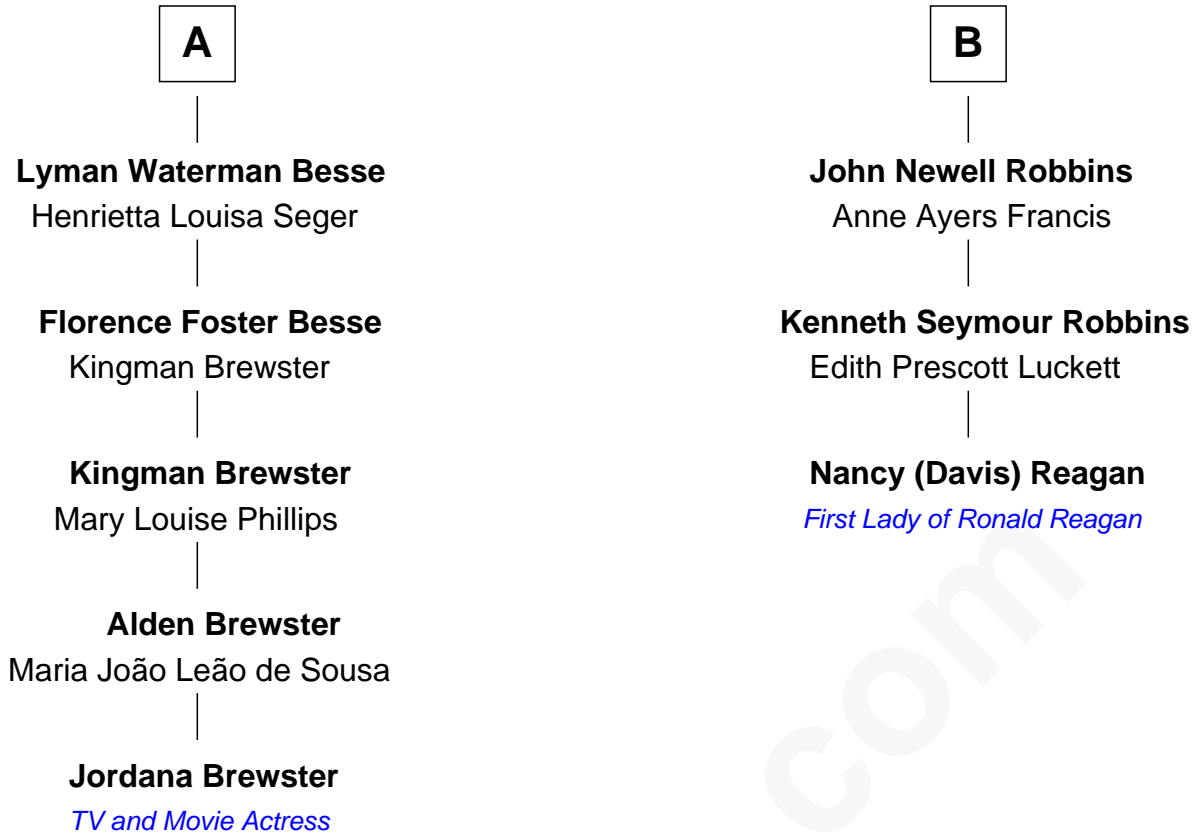 A
Lyman Waterman Besse
Henrietta Louisa Seger
Florence Foster Besse
Kingman Brewster
Kingman Brewster
Mary Louise Phillips
Alden Brewster
Maria João Leão de Sousa
Jordana Brewster
TV and Movie Actress
B
John Newell Robbins
Anne Ayers Francis
Kenneth Seymour Robbins
Edith Prescott Luckett
Nancy (Davis) Reagan
First Lady of Ronald Reagan
com